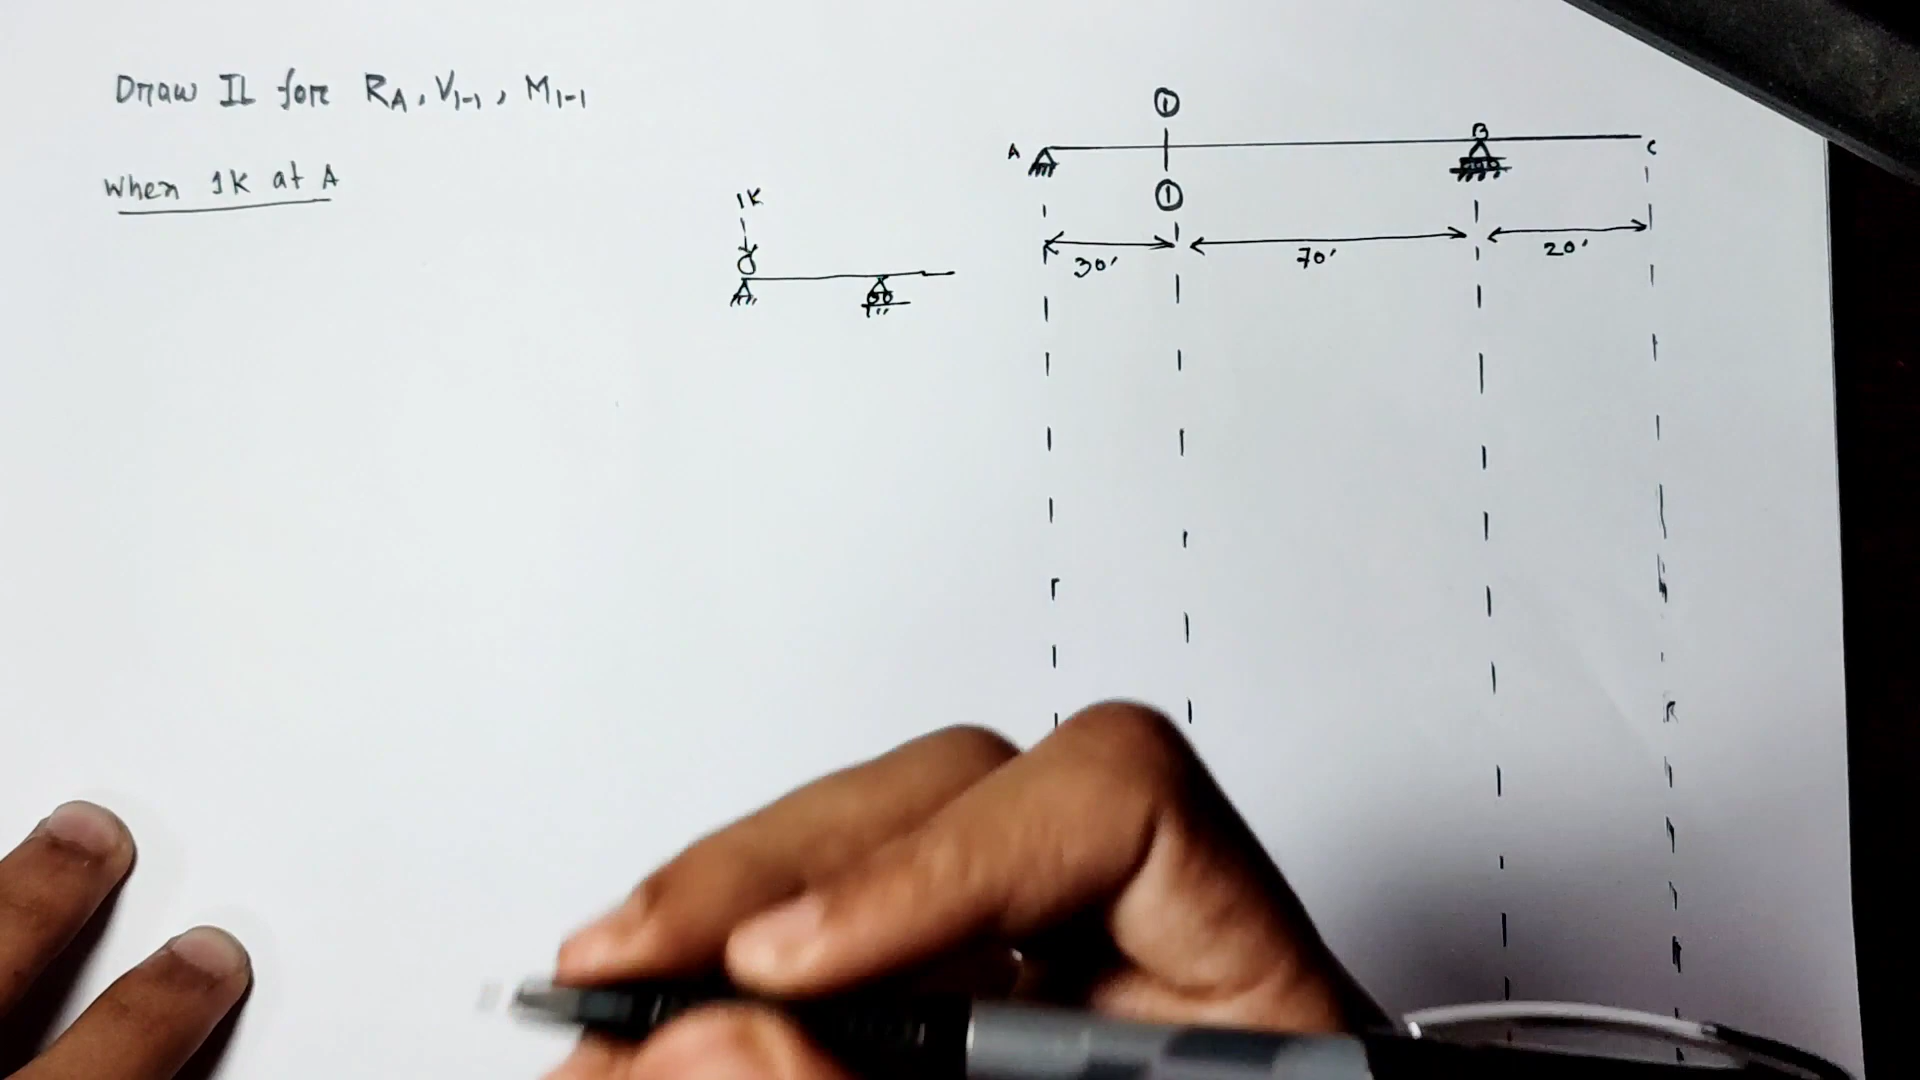 Draw IL for RA, V1-1, M1-1
When 1K at A
1K
①
A B C
①
30' 70' 20'